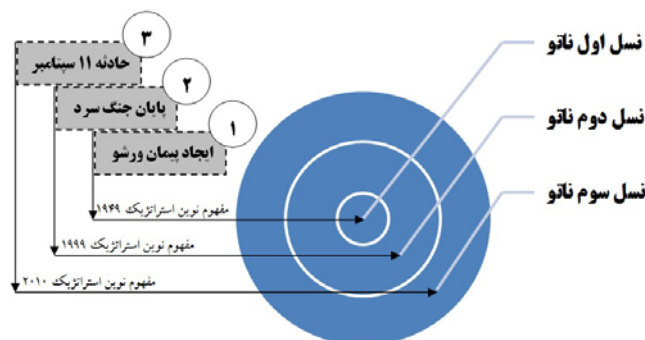 نسل اول ناتو
نسل دوم ناتو
نسل سوم ناتو
۳
حادثه ۱۱ سپتامبر
۲
پایان جنگ سرد
۱
ایجاد پیمان ورشو
مفهوم نوین استراتژیک ۱۹۴۹
مفهوم نوین استراتژیک ۱۹۹۹
مفهوم نوین استراتژیک ۲۰۱۰